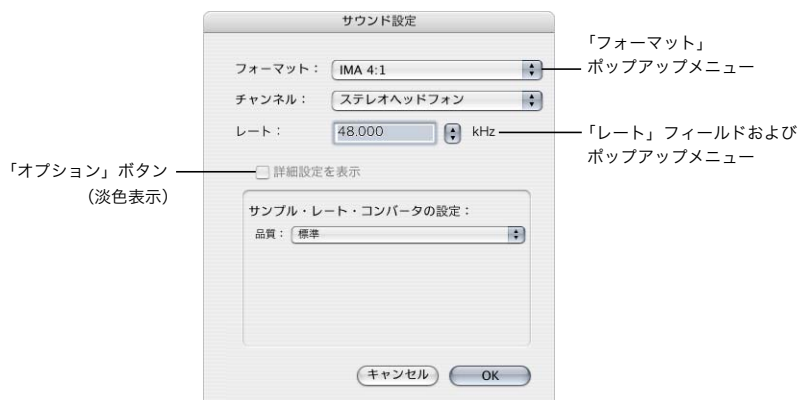 サウンド設定
フォーマット： IMA 4:1
「フォーマット」
ポップアップメニュー
チャンネル： ステレオヘッドフォン
レート： 48.000 kHz
「レート」フィールドおよび
ポップアップメニュー
「オプション」ボタン
（淡色表示）
詳細設定を表示
サンプル・レート・コンバータの設定：
品質： 標準
キャンセル OK